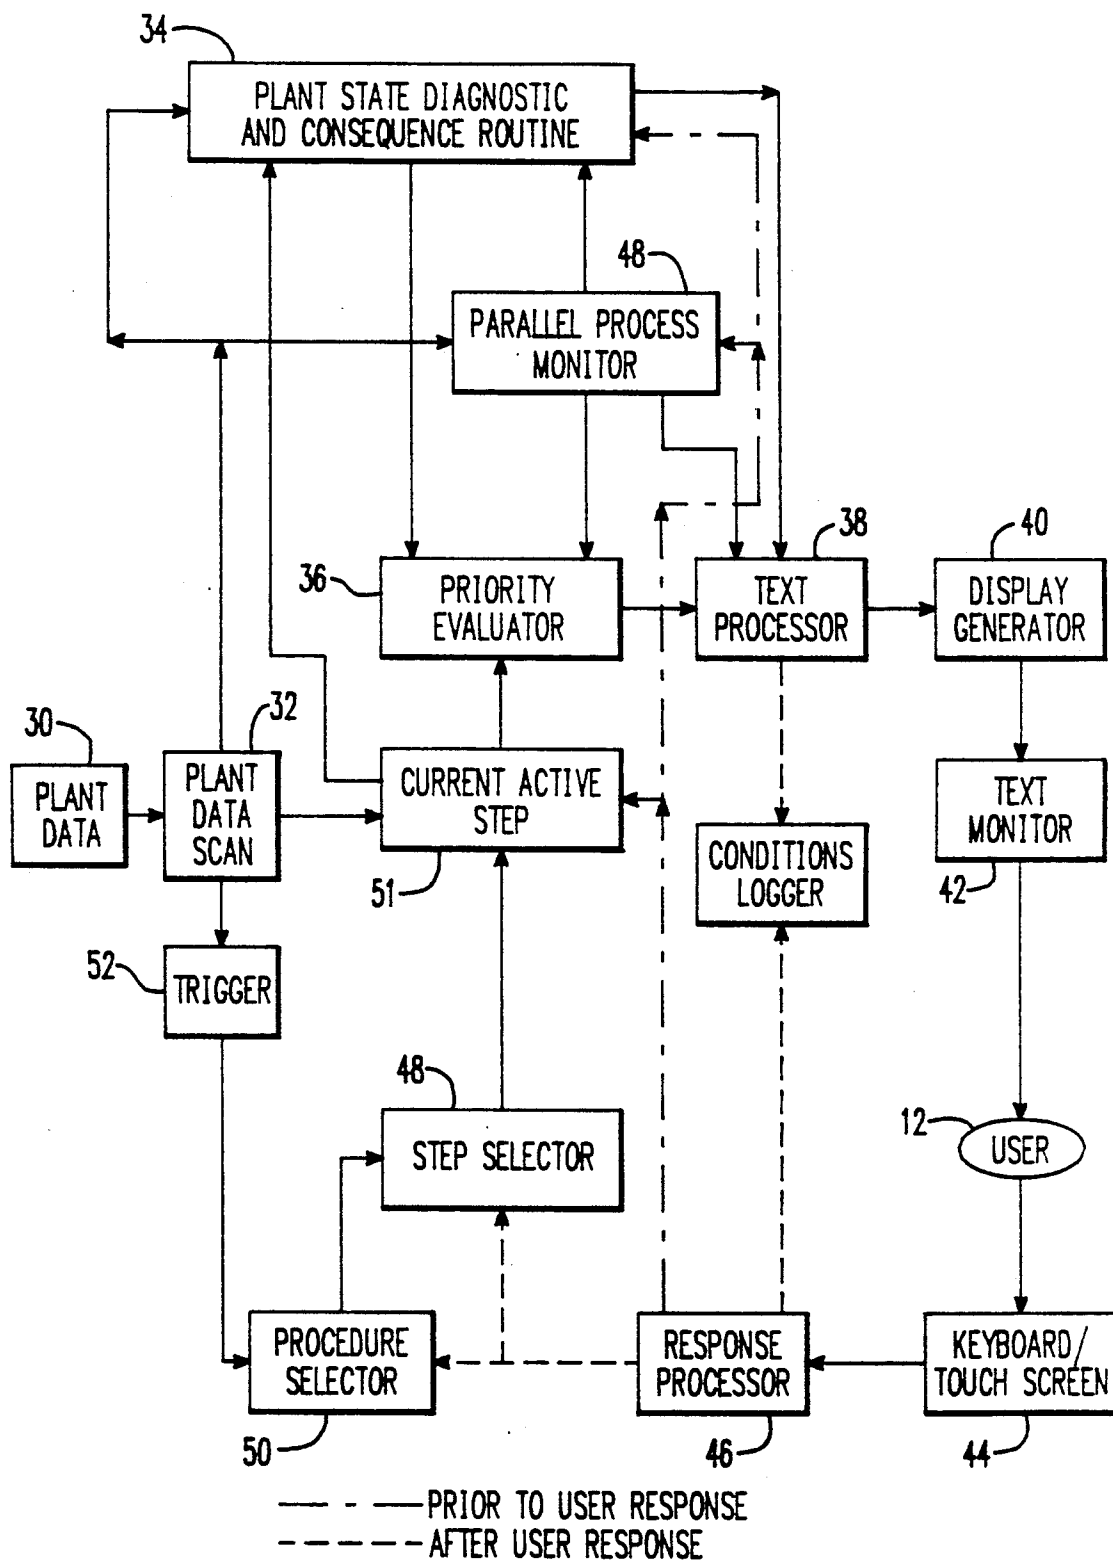 34
PLANT STATE DIAGNOSTIC
AND CONSEQUENCE ROUTINE
48
PARALLEL PROCESS
MONITOR
36
PRIORITY
EVALUATOR
38
TEXT
PROCESSOR
40
DISPLAY
GENERATOR
30
PLANT
DATA
32
PLANT
DATA
SCAN
CURRENT ACTIVE
STEP
51
CONDITIONS
LOGGER
TEXT
MONITOR
42
52
TRIGGER
48
STEP SELECTOR
12
USER
PROCEDURE
SELECTOR
50
RESPONSE
PROCESSOR
46
KEYBOARD/
TOUCH SCREEN
44
PRIOR TO USER RESPONSE
AFTER USER RESPONSE